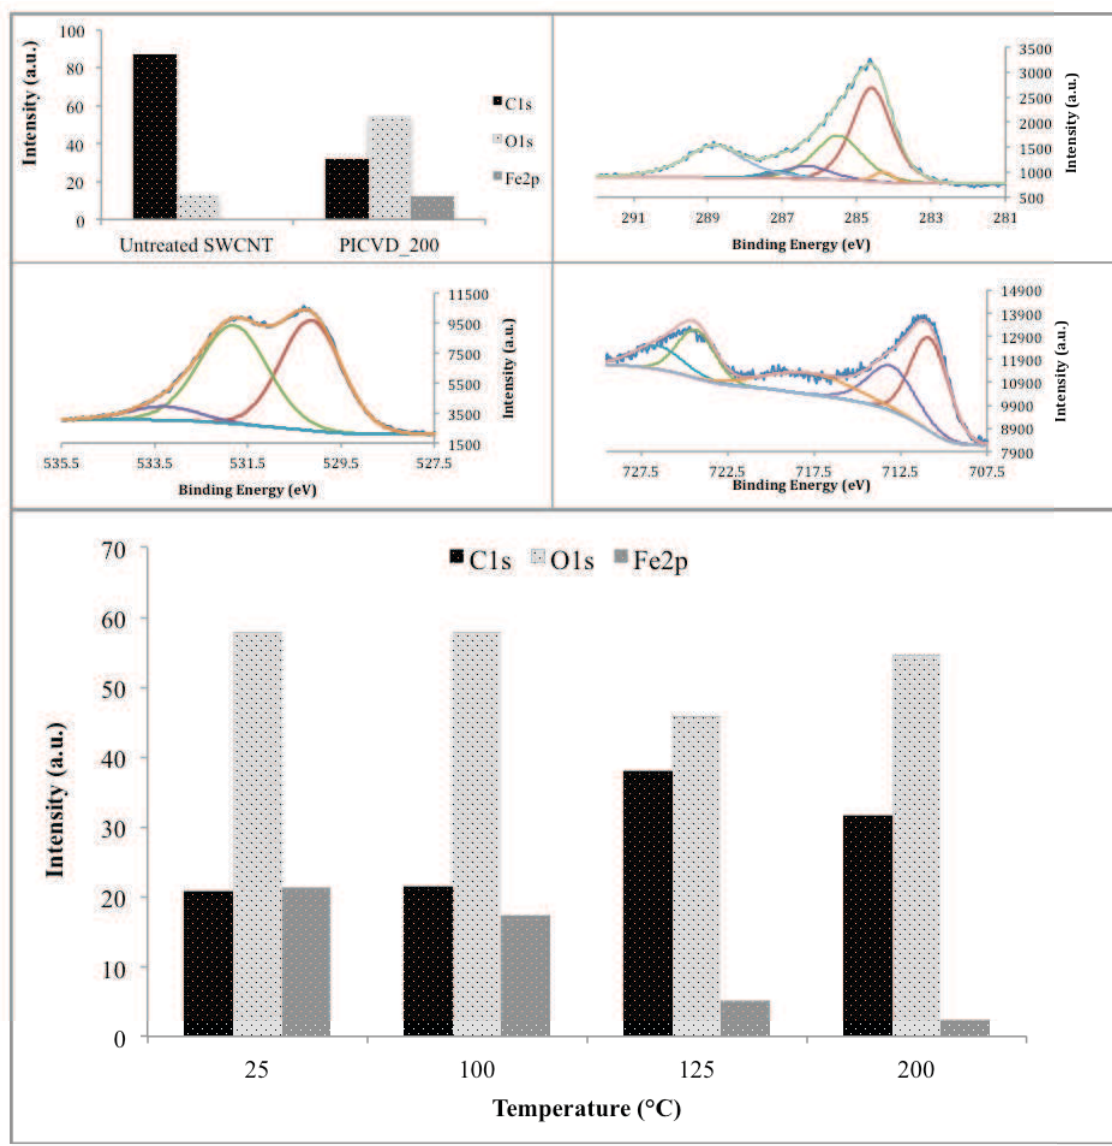 100
80
60
40
20
0
Intensity (a.u.)
C1s
O1s
Fe2p
Untreated SWCNT PICVD_200
3500
3000
2500
2000
1500
1000
500
Intensity (a.u.)
291 289 287 285 283 281
Binding Energy (eV)
11500
9500
7500
5500
3500
1500
Intensity (a.u.)
535.5 533.5 531.5 529.5 527.5
Binding Energy (eV)
14900
13900
12900
11900
10900
9900
8900
7900
Intensity (a.u.)
727.5 722.5 717.5 712.5 707.5
Binding Energy (eV)
C1s O1s Fe2p
70
60
50
40
30
20
10
0
Intensity (a.u.)
25 100 125 200
Temperature (°C)